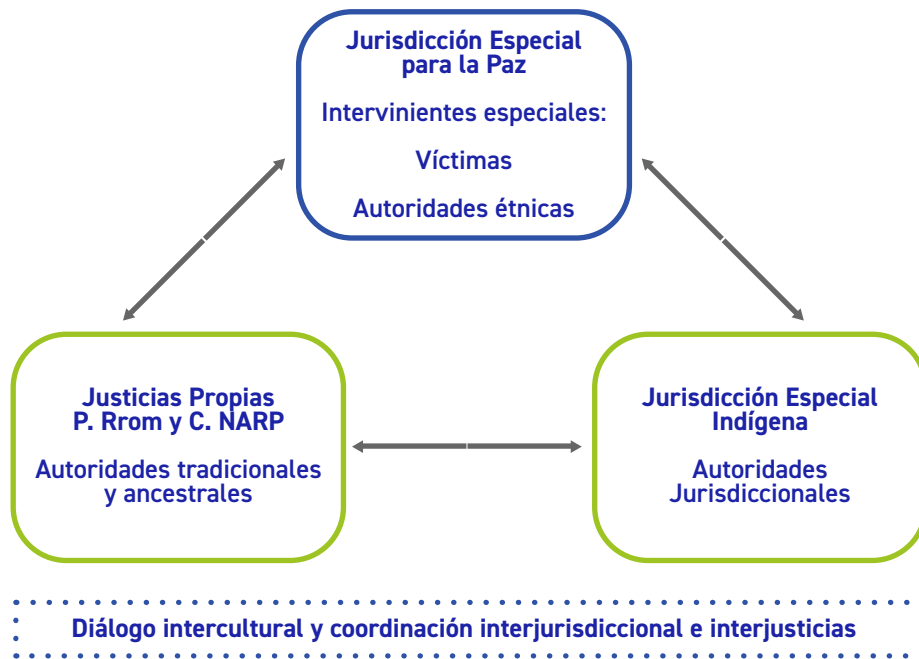 Jurisdicción Especial
para la Paz
Intervinientes especiales:
Víctimas
Autoridades étnicas
Justicias Propias
P. Rrom y C. NARP
Autoridades tradicionales
y ancestrales
Jurisdicción Especial
Indígena
Autoridades
Jurisdiccionales
Diálogo intercultural y coordinación interjurisdiccional e interjusticias